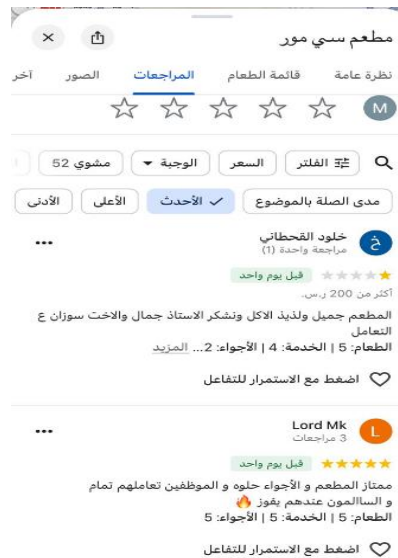 مطعم سي مور
نظرة عامة
قائمة الطعام
المراجعات
الصور
آخر
M
الفلتر
السعر
الوجبة
مشوي 52
مدى الصلة بالموضوع
الأحدث
الأعلى
الأدنى
خ
خلود القحطاني
مراجعة واحدة (1)
قبل يوم واحد
أكثر من 200 ر.س.
المطعم جميل ولذيذ الاكل ونشكر الاستاذ جمال والاخت سوزان ع
التعامل
الطعام: 5 | الخدمة: 4 | الأجواء: 2... المزيد
اضغط مع الاستمرار للتفاعل
L
Lord Mk
3 مراجعات
قبل يوم واحد
ممتاز المطعم و الأجواء حلوه و الموظفين تعاملهم تمام
و السالمون عندهم يفوز 🔥
الطعام: 5 | الخدمة: 5 | الأجواء: 5
اضغط مع الاستمرار للتفاعل